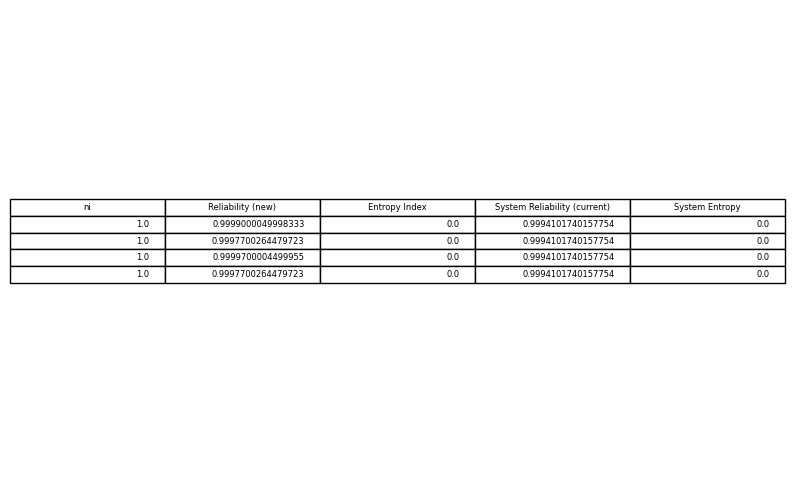 ni Reliability (new) Entropy Index System Reliability (current) System Entropy
1.0 0.9999000049998333 0.0 0.9994101740157754 0.0
1.0 0.9997700264479723 0.0 0.9994101740157754 0.0
1.0 0.9999700004499955 0.0 0.9994101740157754 0.0
1.0 0.9997700264479723 0.0 0.9994101740157754 0.0